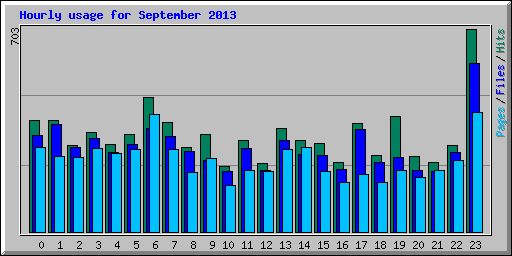 Hourly usage for September 2013
703
Pages / Files / Hits
0 1 2 3 4 5 6 7 8 9 10 11 12 13 14 15 16 17 18 19 20 21 22 23